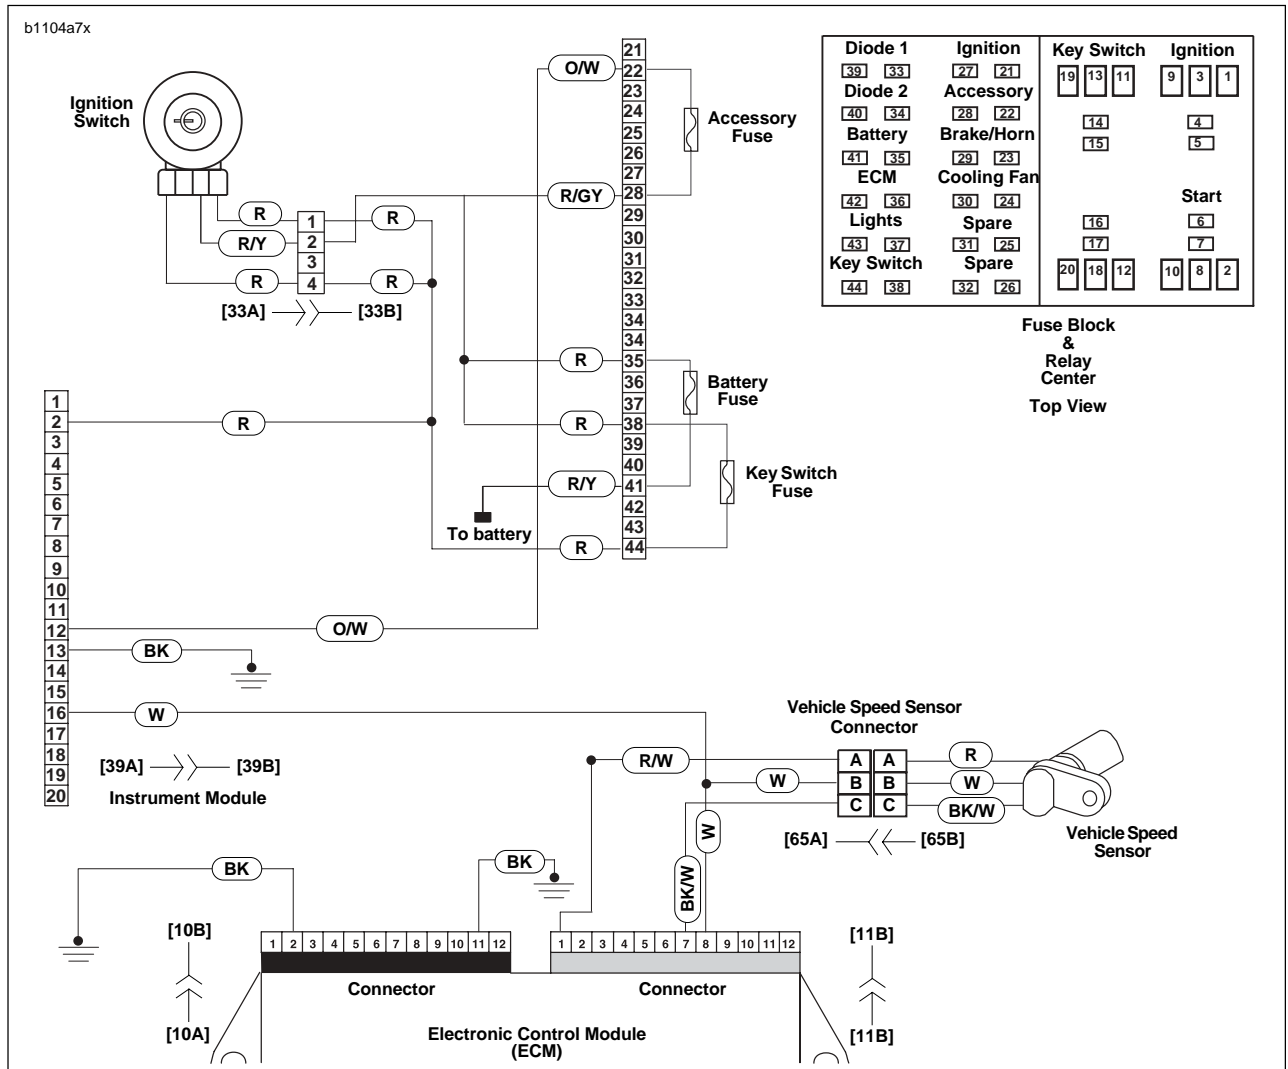 b1104a7x
Ignition
Switch
R
R/Y
R
1
2
3
4
R
R
[33A]
[33B]
O/W
R/GY
R
R
R/Y
To battery
R
21
22
23
24
25
26
27
28
29
30
31
32
33
34
34
35
36
37
38
39
40
41
42
43
44
Accessory
Fuse
Battery
Fuse
Key Switch
Fuse
Diode 1
Ignition
39 33
27 21
Diode 2
Accessory
40 34
28 22
Battery
Brake/Horn
41 35
29 23
ECM
Cooling Fan
42 36
30 24
Lights
Spare
43 37
31 25
Key Switch
Spare
44 38
32 26
Key Switch
Ignition
19 13 11
9 3 1
14
4
15
5
Start
16
6
17
7
20 18 12
10 8 2
Fuse Block
&
Relay
Center
Top View
1
2
3
4
5
6
7
8
9
10
11
12
13
14
15
16
17
18
19
20
R
O/W
BK
W
[39A]
[39B]
Instrument Module
Vehicle Speed Sensor
Connector
R/W
W
A A
B B
C C
R
W
BK/W
[65A]
[65B]
Vehicle Speed
Sensor
W
BK/W
BK
BK
[10B]
[10A]
1 2 3 4 5 6 7 8 9 10 11 12
1 2 3 4 5 6 7 8 9 10 11 12
Connector
Connector
[11B]
[11B]
Electronic Control Module
(ECM)